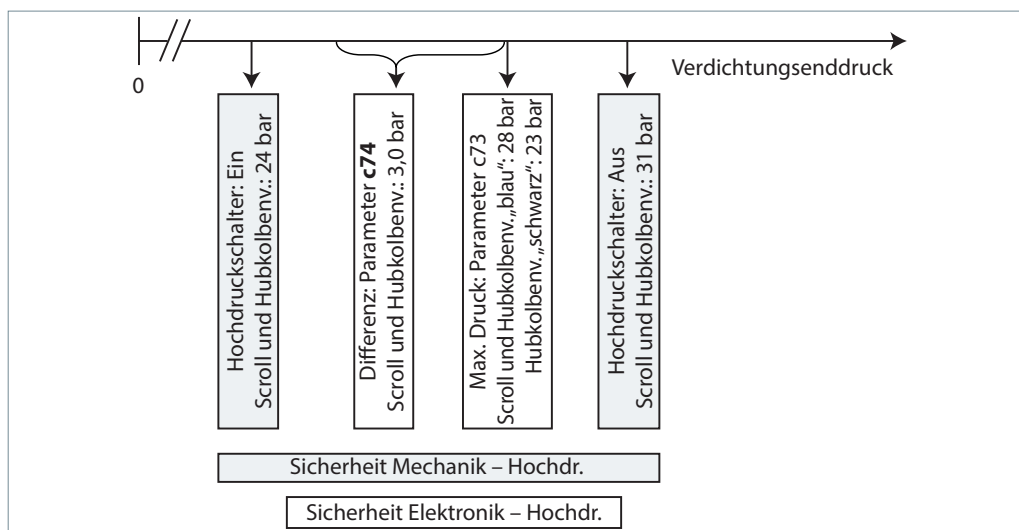 0
Verdichtungsenddruck
Hochdruckschalter: Ein
Scroll und Hubkolbenv.: 24 bar
Differenz: Parameter c74
Scroll und Hubkolbenv.: 3,0 bar
Max. Druck: Parameter c73
Scroll und Hubkolbenv.„blau“: 28 bar
Hubkolbenv.„schwarz“: 23 bar
Hochdruckschalter: Aus
Scroll und Hubkolbenv.: 31 bar
Sicherheit Mechanik – Hochdr.
Sicherheit Elektronik – Hochdr.